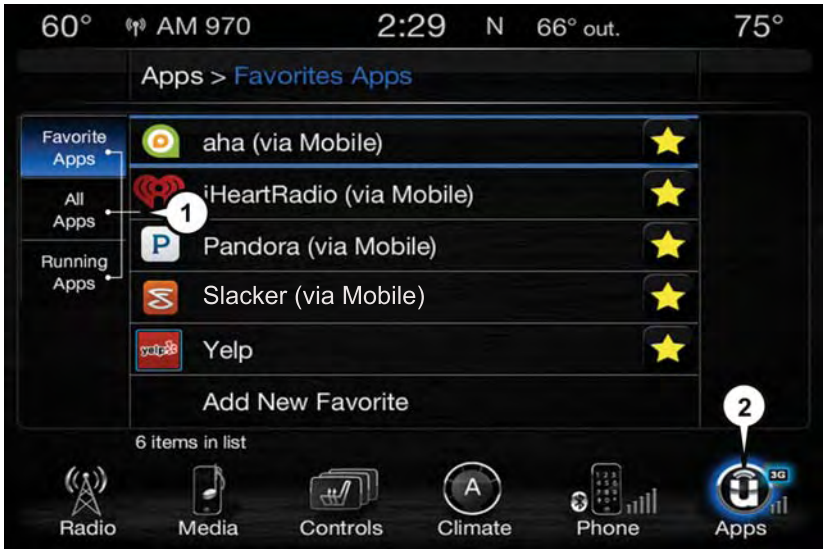 60° AM 970 2:29 N 66° out. 75°
Apps > Favorites Apps
Favorite
Apps
All
Apps
Running
Apps
1
aha (via Mobile)
iHeartRadio (via Mobile)
P Pandora (via Mobile)
Slacker (via Mobile)
yelp Yelp
Add New Favorite
6 items in list
2
A
3G
Radio Media Controls Climate Phone Apps